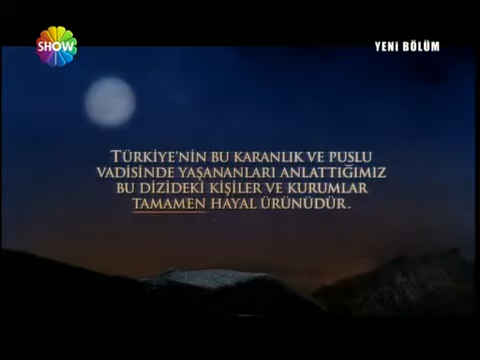 SHOW
YENİ BÖLÜM
TÜRKİYE'NİN BU KARANLIK VE PUSLU
VADİSİNDE YAŞANANLARI ANLATTIĞIMIZ
BU DİZİDEKİ KİŞİLER VE KURUMLAR
TAMAMEN HAYAL ÜRÜNÜDÜR.